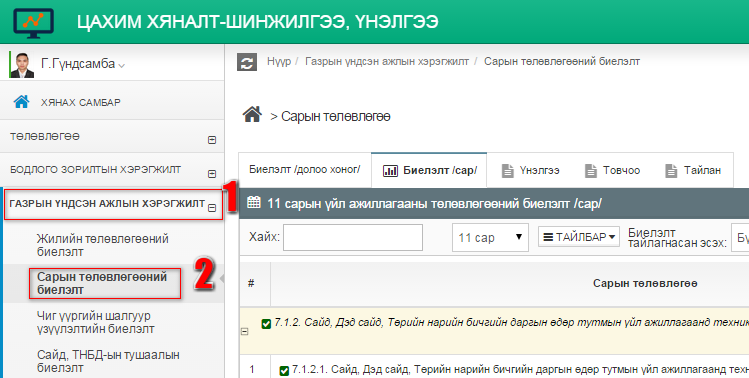 ЦАХИМ ХЯНАЛТ-ШИНЖИЛГЭЭ, ҮНЭЛГЭЭ
Г.Гүндсамба
Нүүр / Газрын үндсэн ажлын хэрэгжилт / Сарын төлөвлөгөөний биелэлт
ХЯНАХ САМБАР
> Сарын төлөвлөгөө
ТӨЛӨВЛӨГӨӨ
БОДЛОГО ЗОРИЛТЫН ХЭРЭГЖИЛТ
Биелэлт /долоо хоног/ Биелэлт /сар/ Үнэлгээ Товчоо Тайлан
ГАЗРЫН ҮНДСЭН АЖЛЫН ХЭРЭГЖИЛТ 1
11 сарын үйл ажиллагааны төлөвлөгөөний биелэлт /сар/
Жилийн төлөвлөгөөний
биелэлт
Хайх: 11 сар ТАЙЛБАР Биелэлт
тайлагнасан эсэх:
Сарын төлөвлөгөөний
биелэлт
2
# Сарын төлөвлөгөө
Чиг үүргийн шалгуур
үзүүлэлтийн биелэлт
7.1.2. Сайд, Дэд сайд, Төрийн нарийн бичгийн даргын өдөр тутмын үйл ажиллагаанд техник
Сайд, ТНБД-ын тушаалын
биелэлт
1 7.1.2.1. Сайд, Дэд сайд, Төрийн нарийн бичгийн даргын өдөр тутмын үйл ажиллагаанд